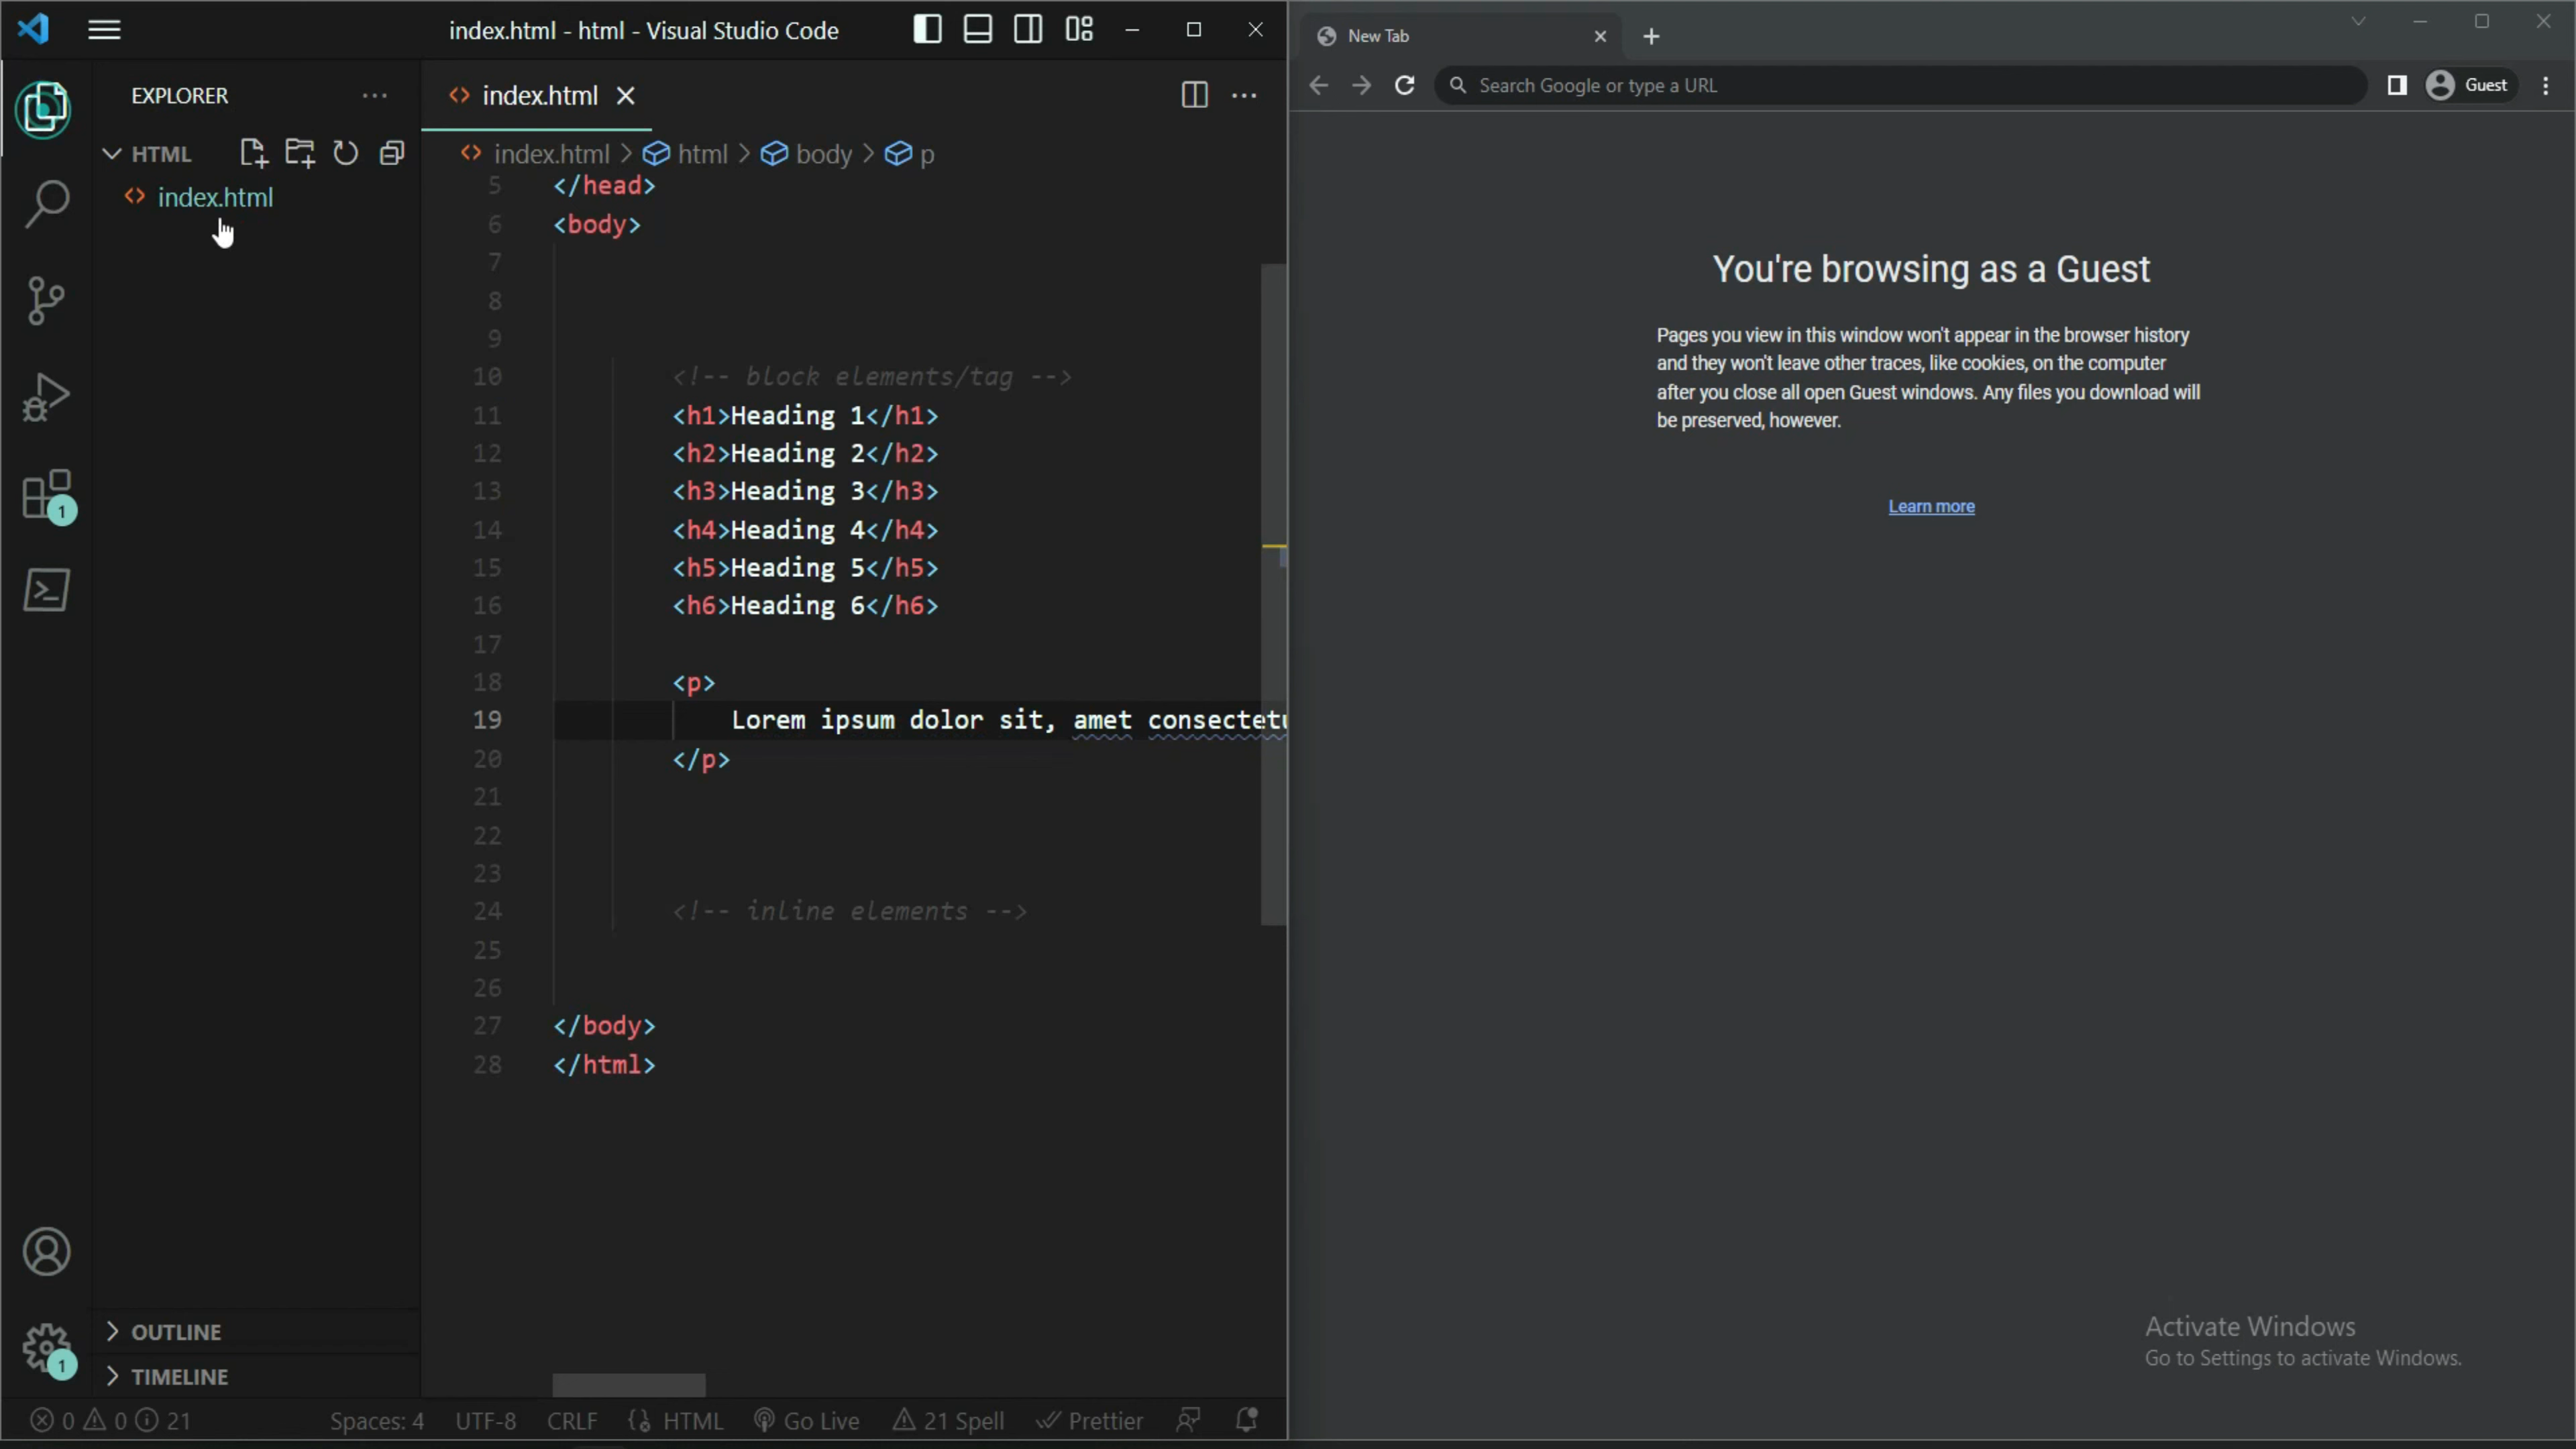 index.html - html - Visual Studio Code
EXPLORER
HTML
index.html
1
OUTLINE
TIMELINE
1
index.html
index.html > html > body > p
5 </head>
6 <body>
7
8
9
10 <!-- block elements/tag -->
11 <h1>Heading 1</h1>
12 <h2>Heading 2</h2>
13 <h3>Heading 3</h3>
14 <h4>Heading 4</h4>
15 <h5>Heading 5</h5>
16 <h6>Heading 6</h6>
17
18 <p>
19 Lorem ipsum dolor sit, amet consectetu
20 </p>
21
22
23
24 <!-- inline elements -->
25
26
27 </body>
28 </html>
0 0 21 Spaces: 4 UTF-8 CRLF HTML Go Live 21 Spell Prettier
New Tab
Search Google or type a URL
Guest
You're browsing as a Guest
Pages you view in this window won't appear in the browser history
and they won't leave other traces, like cookies, on the computer
after you close all open Guest windows. Any files you download will
be preserved, however.
Learn more
Activate Windows
Go to Settings to activate Windows.